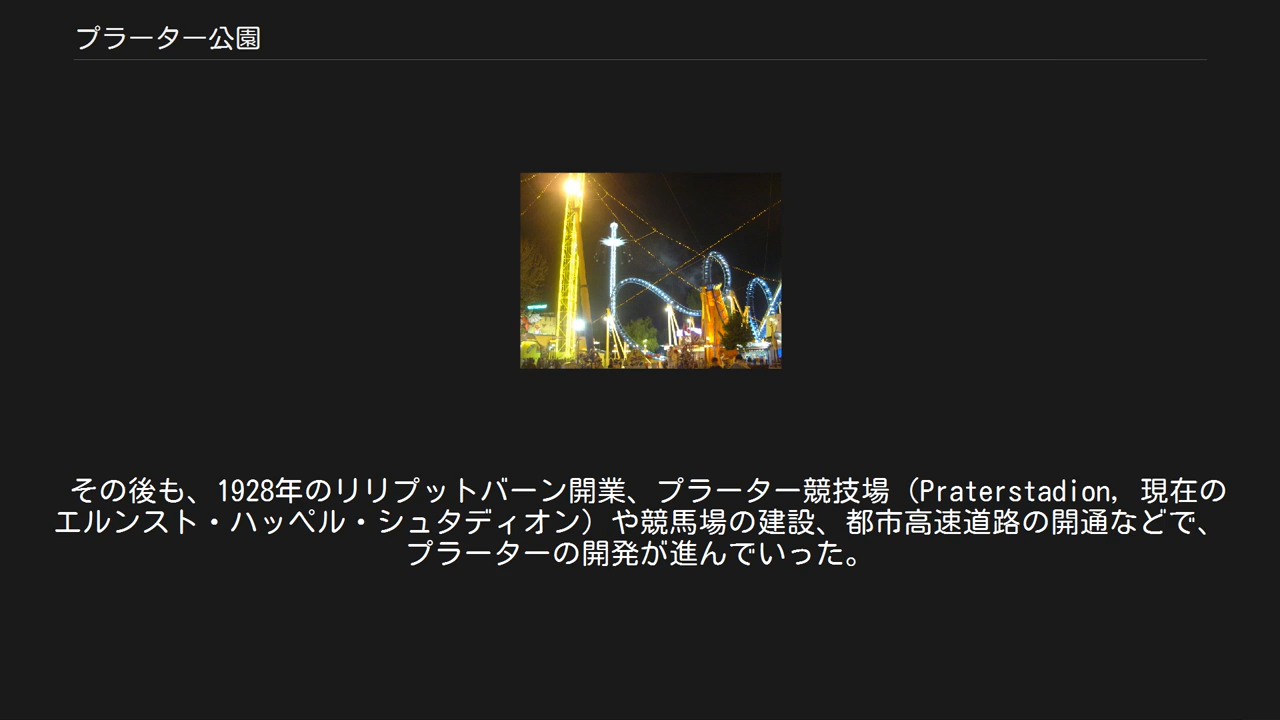 プラーター公園
その後も、1928年のリリプットバーン開業、プラーター競技場（Praterstadion, 現在の
エルンスト・ハッペル・シュタディオン）や競馬場の建設、都市高速道路の開通などで、
プラーターの開発が進んでいった。